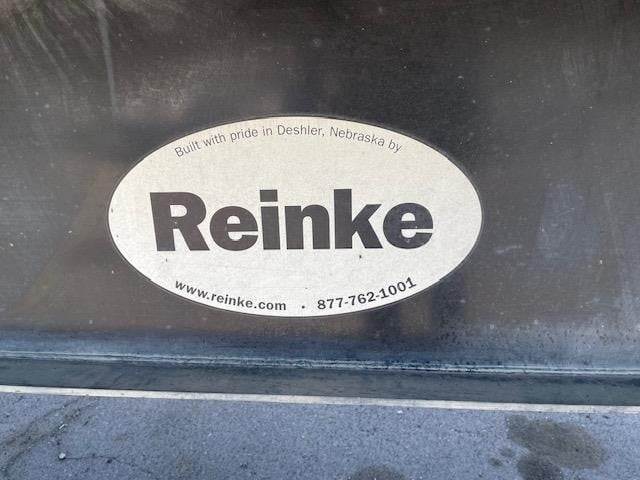 Built with pride in Deshler, Nebraska by
Reinke
www.reinke.com . 877-762-1001